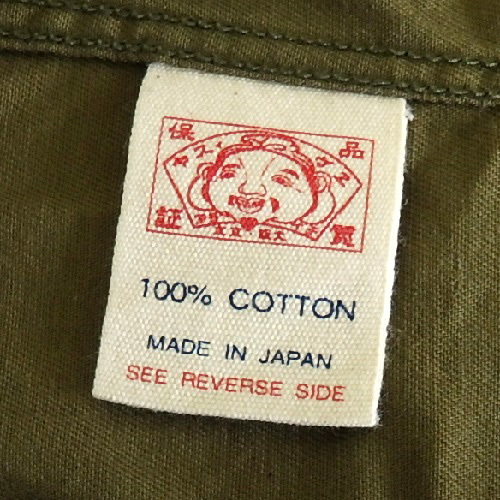 保 品
証 質
100% COTTON
MADE IN JAPAN
SEE REVERSE SIDE